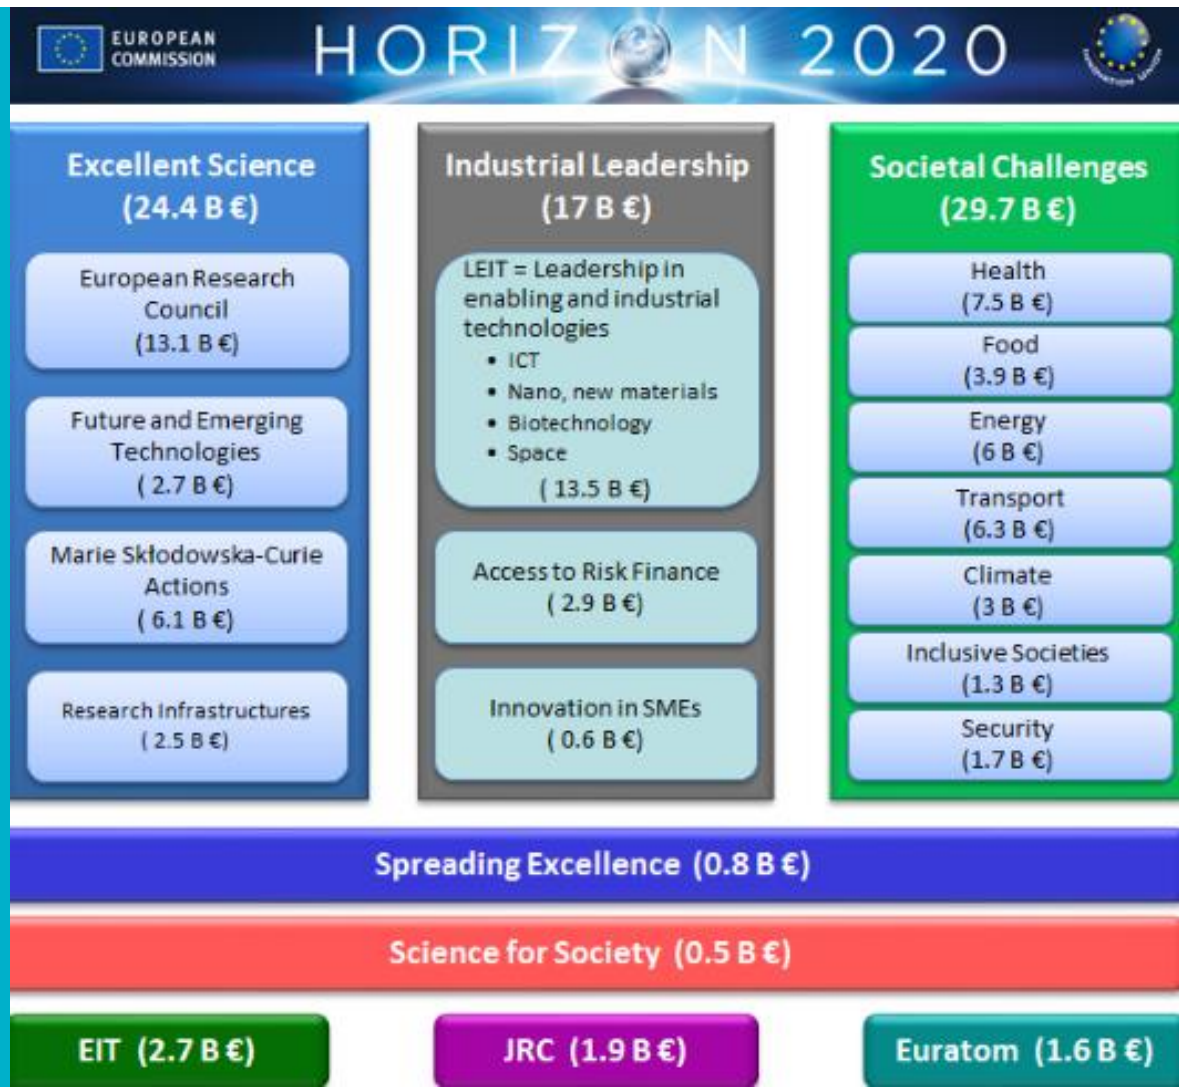 EUROPEAN
COMMISSION
HORIZON 2020
INNOVATION UNION
Excellent Science
(24.4 B €)
European Research
Council
(13.1 B €)
Future and Emerging
Technologies
( 2.7 B €)
Marie Skłodowska-Curie
Actions
( 6.1 B €)
Research Infrastructures
( 2.5 B €)
Industrial Leadership
(17 B €)
LEIT = Leadership in
enabling and industrial
technologies
• ICT
• Nano, new materials
• Biotechnology
• Space
( 13.5 B €)
Access to Risk Finance
( 2.9 B €)
Innovation in SMEs
( 0.6 B €)
Societal Challenges
(29.7 B €)
Health
(7.5 B €)
Food
(3.9 B €)
Energy
(6 B €)
Transport
(6.3 B €)
Climate
(3 B €)
Inclusive Societies
(1.3 B €)
Security
(1.7 B €)
Spreading Excellence (0.8 B €)
Science for Society (0.5 B €)
EIT (2.7 B €)
JRC (1.9 B €)
Euratom (1.6 B €)